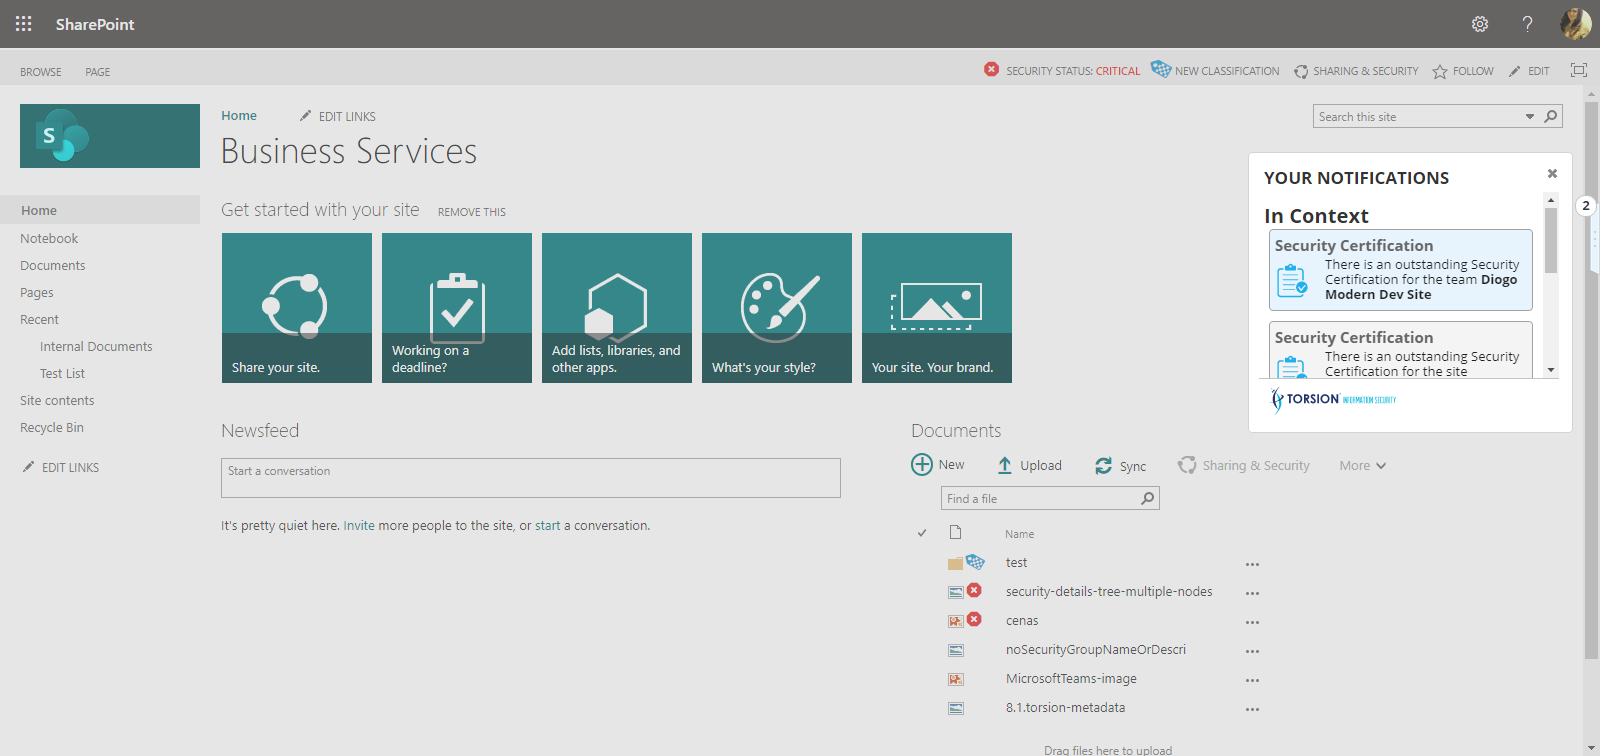 SharePoint
BROWSE PAGE
SECURITY STATUS: CRITICAL NEW CLASSIFICATION SHARING & SECURITY FOLLOW EDIT
S
Home EDIT LINKS
Search this site
Business Services
YOUR NOTIFICATIONS
2
In Context
Security Certification
There is an outstanding Security
Certification for the team Diogo
Modern Dev Site
Security Certification
There is an outstanding Security
Certification for the site
TORSION INFORMATION SECURITY
Home
Notebook
Documents
Pages
Recent
Internal Documents
Test List
Site contents
Recycle Bin
EDIT LINKS
Get started with your site REMOVE THIS
Share your site.
Working on a
deadline?
Add lists, libraries, and
other apps.
What's your style?
Your site. Your brand.
Newsfeed
Start a conversation
It's pretty quiet here. Invite more people to the site, or start a conversation.
Documents
New Upload Sync Sharing & Security More
Find a file
Name
test
security-details-tree-multiple-nodes
cenas
noSecurityGroupNameOrDescri
MicrosoftTeams-image
8.1.torsion-metadata
Drag files here to upload